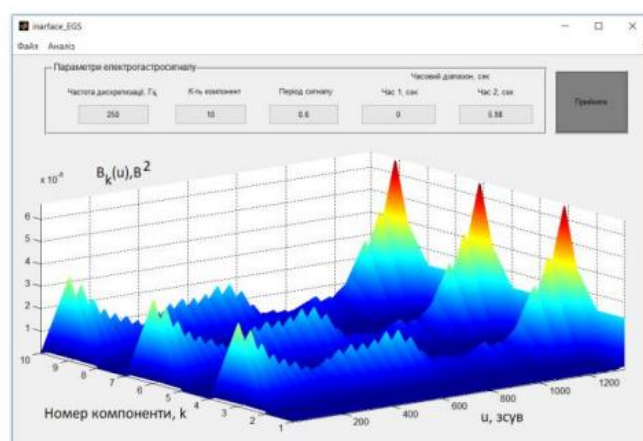 inarface_EGS
Файл Аналіз
Параметри електрогастросигналу
Часовий діапазон, сек
Частота дискретизації, Гц К-ть компонент Період сигналу Час 1, сек Час 2, сек
250 10 0.6 0 5.98
Прийняти
B_k(u),B²
x 10⁻⁸
6
5
4
3
2
1
10 9 8 7 6 5 4 3 2 1
200 400 600 800 1000 1200
Номер компоненти, k
u, зсув